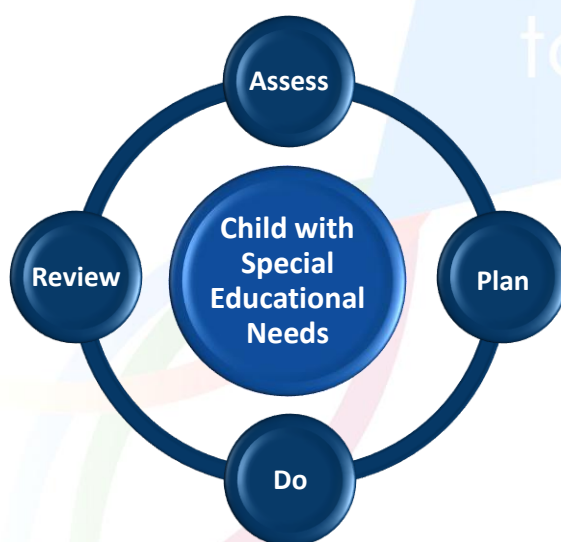 Assess
Child with
Special
Educational
Needs
Review
Plan
Do